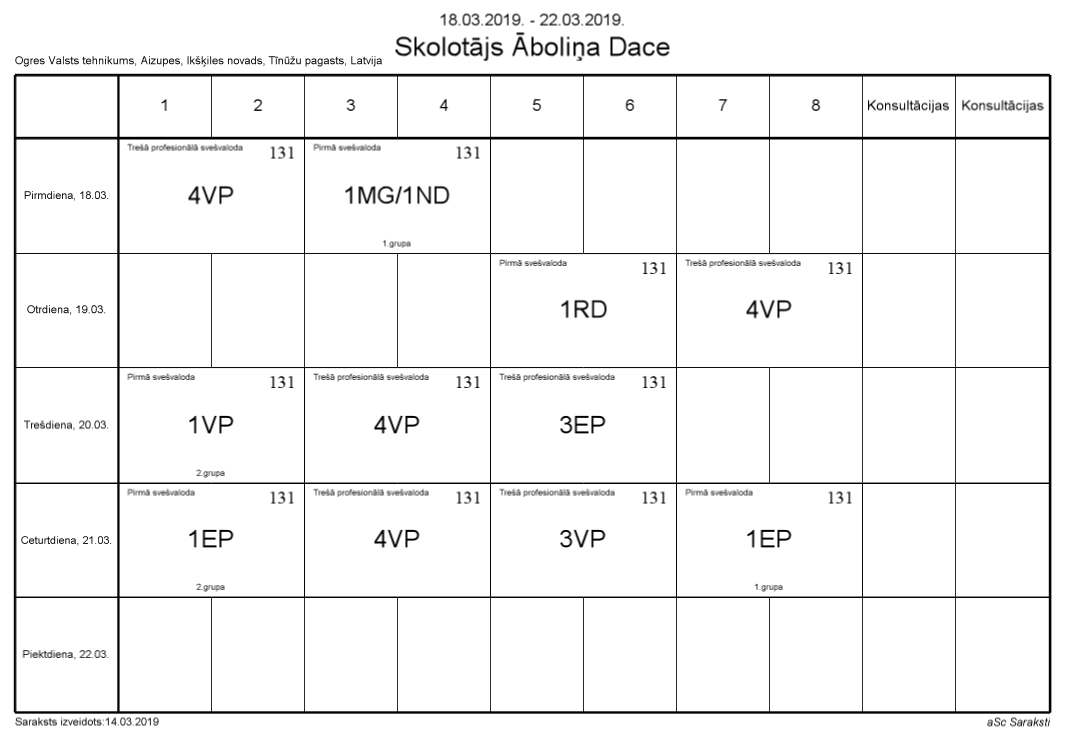 18.03.2019. - 22.03.2019.
Skolotājs Āboliņa Dace
Ogres Valsts tehnikums, Aizupes, Ikšķiles novads, Tīnūžu pagasts, Latvija
1 2 3 4 5 6 7 8 Konsultācijas Konsultācijas
Trešā profesionālā svešvaloda 131 Pirmā svešvaloda 131
Pirmdiena, 18.03. 4VP 1MG/1ND
1.grupa
Pirmā svešvaloda 131 Trešā profesionālā svešvaloda 131
Otrdiena, 19.03. 1RD 4VP
Pirmā svešvaloda 131 Trešā profesionālā svešvaloda 131 Trešā profesionālā svešvaloda 131
Trešdiena, 20.03. 1VP 4VP 3EP
2.grupa
Pirmā svešvaloda 131 Trešā profesionālā svešvaloda 131 Trešā profesionālā svešvaloda 131 Pirmā svešvaloda 131
Ceturtdiena, 21.03. 1EP 4VP 3VP 1EP
2.grupa 1.grupa
Piektdiena, 22.03.
Saraksts izveidots:14.03.2019 aSc Saraksti